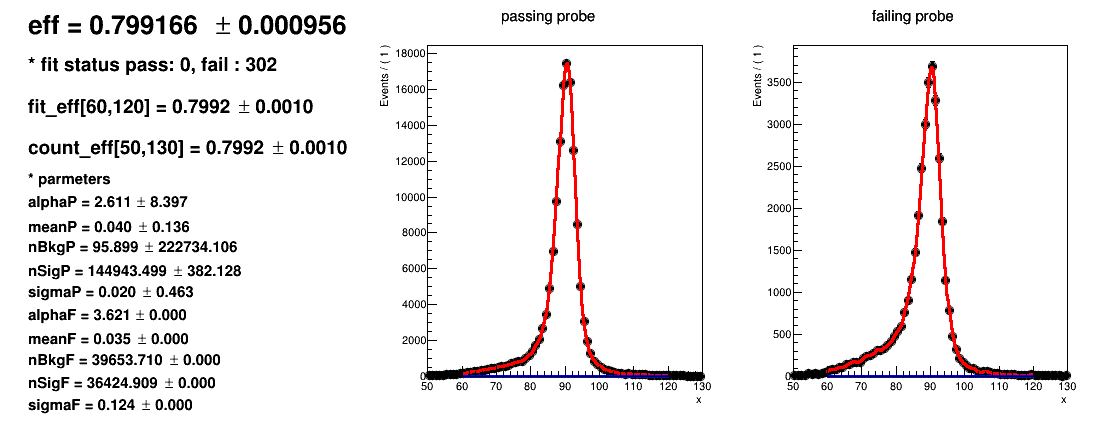 eff = 0.799166 ± 0.000956
* fit status pass: 0, fail : 302
fit_eff[60,120] = 0.7992 ± 0.0010
count_eff[50,130] = 0.7992 ± 0.0010
* parmeters
alphaP = 2.611 ± 8.397
meanP = 0.040 ± 0.136
nBkgP = 95.899 ± 222734.106
nSigP = 144943.499 ± 382.128
sigmaP = 0.020 ± 0.463
alphaF = 3.621 ± 0.000
meanF = 0.035 ± 0.000
nBkgF = 39653.710 ± 0.000
nSigF = 36424.909 ± 0.000
sigmaF = 0.124 ± 0.000
passing probe
Events / ( 1 )
18000
16000
14000
12000
10000
8000
6000
4000
2000
0
50 60 70 80 90 100 110 120 130
x
failing probe
Events / ( 1 )
3500
3000
2500
2000
1500
1000
500
0
50 60 70 80 90 100 110 120 130
x